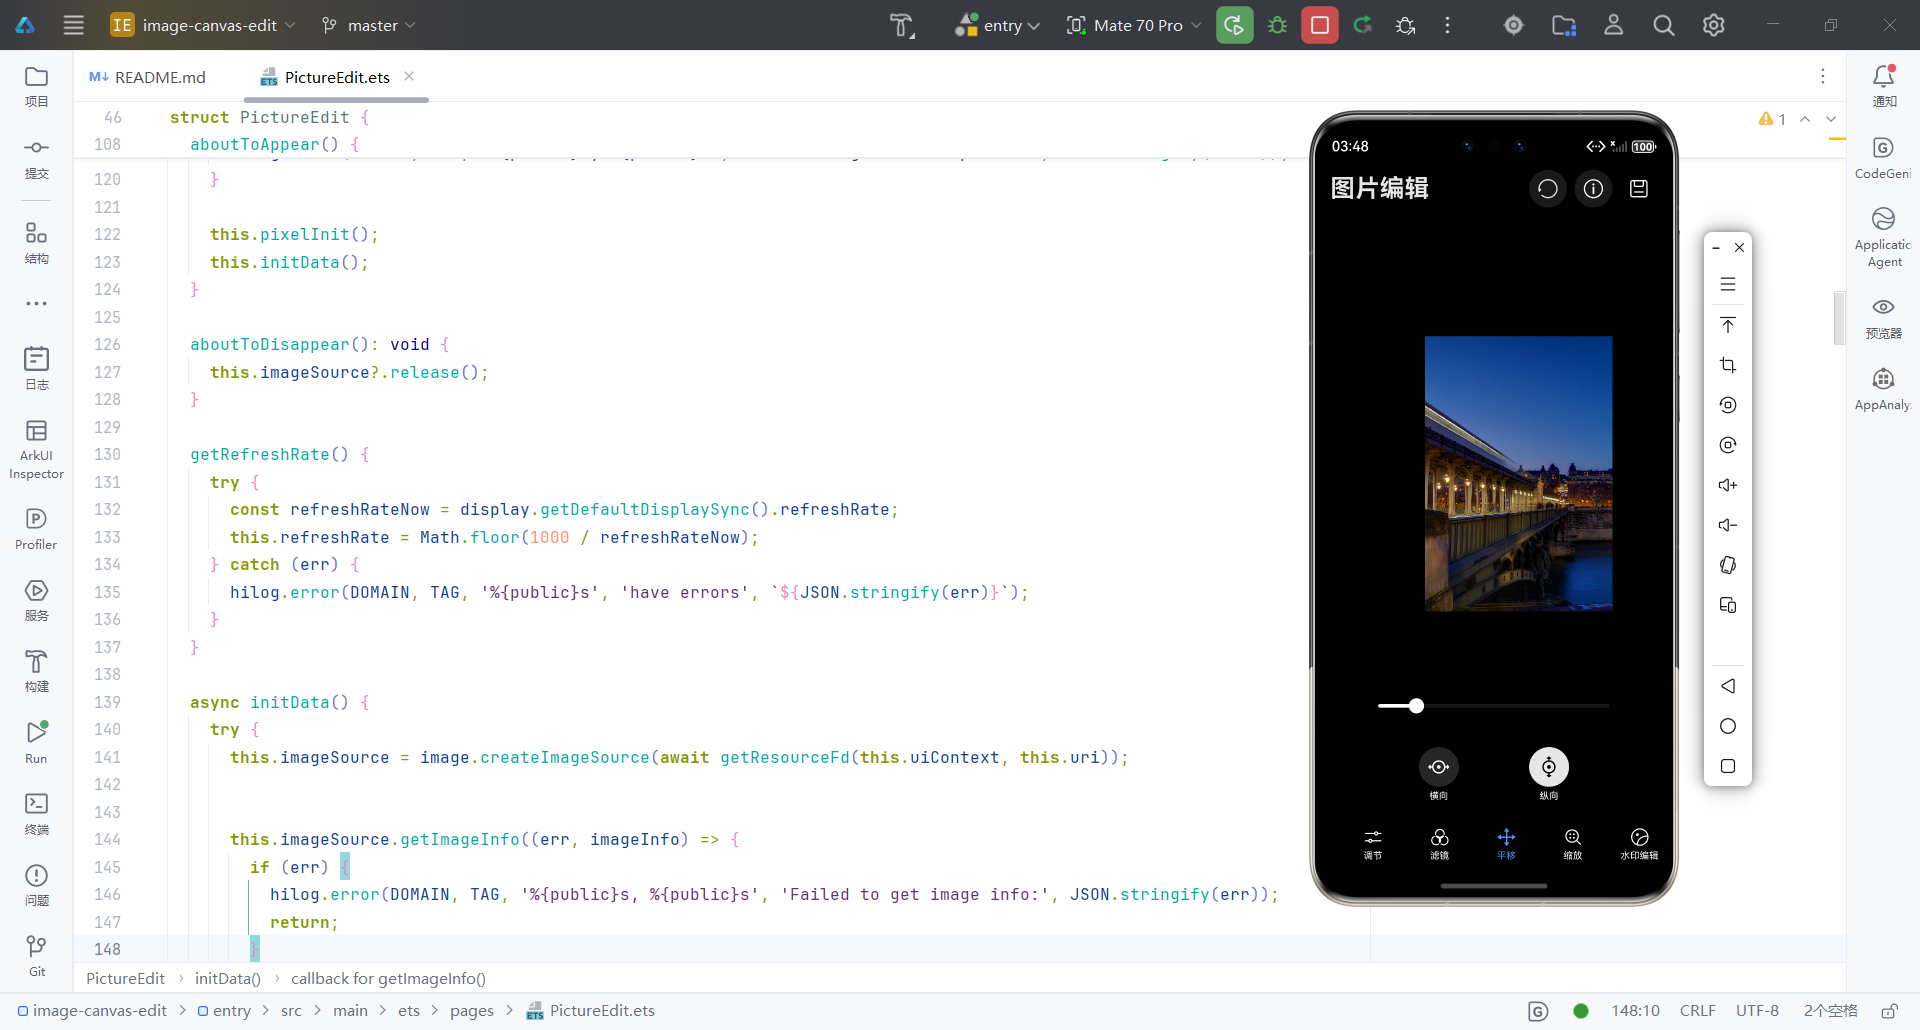 IE image-canvas-edit
master
entry
Mate 70 Pro
README.md
PictureEdit.ets
项目
提交
结构
日志
ArkUI Inspector
Profiler
服务
构建
Run
终端
问题
Git
46 struct PictureEdit {
108 aboutToAppear() {
120 }
121
122 this.pixelInit();
123 this.initData();
124 }
125
126 aboutToDisappear(): void {
127 this.imageSource?.release();
128 }
129
130 getRefreshRate() {
131 try {
132 const refreshRateNow = display.getDefaultDisplaySync().refreshRate;
133 this.refreshRate = Math.floor(1000 / refreshRateNow);
134 } catch (err) {
135 hilog.error(DOMAIN, TAG, '%{public}s', 'have errors', `${JSON.stringify(err)}`);
136 }
137 }
138
139 async initData() {
140 try {
141 this.imageSource = image.createImageSource(await getResourceFd(this.uiContext, this.uri));
142
143
144 this.imageSource.getImageInfo((err, imageInfo) => {
145 if (err) {
146 hilog.error(DOMAIN, TAG, '%{public}s, %{public}s', 'Failed to get image info:', JSON.stringify(err));
147 return;
148 }
1
03:48
100
图片编辑
横向
纵向
调节
滤镜
平移
缩放
水印编辑
通知
CodeGeni
Applicatic
Agent
预览器
AppAnaly:
PictureEdit > initData() > callback for getImageInfo()
image-canvas-edit > entry > src > main > ets > pages > PictureEdit.ets
148:10
CRLF
UTF-8
2个空格